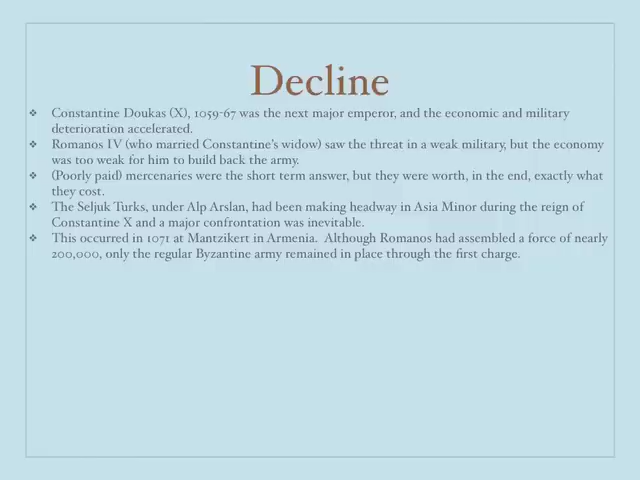 Decline
❖ Constantine Doukas (X), 1059-67 was the next major emperor, and the economic and military
deterioration accelerated.
❖ Romanos IV (who married Constantine's widow) saw the threat in a weak military, but the economy
was too weak for him to build back the army.
❖ (Poorly paid) mercenaries were the short term answer, but they were worth, in the end, exactly what
they cost.
❖ The Seljuk Turks, under Alp Arslan, had been making headway in Asia Minor during the reign of
Constantine X and a major confrontation was inevitable.
❖ This occurred in 1071 at Mantzikert in Armenia.  Although Romanos had assembled a force of nearly
200,000, only the regular Byzantine army remained in place through the first charge.